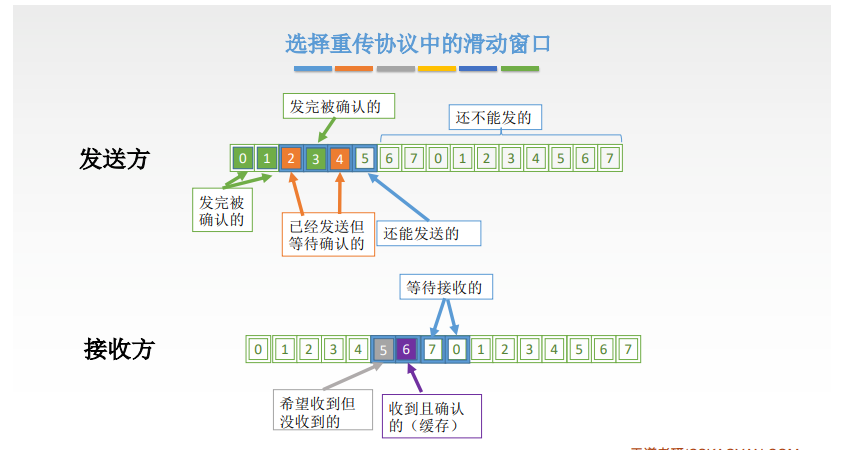 选择重传协议中的滑动窗口
发完被确认的
还不能发的
发送方
0 1 2 3 4 5 6 7 0 1 2 3 4 5 6 7
发完被
确认的
已经发送但
等待确认的
还能发送的
等待接收的
接收方
0 1 2 3 4 5 6 7 0 1 2 3 4 5 6 7
希望收到但
没收到的
收到且确认
的（缓存）